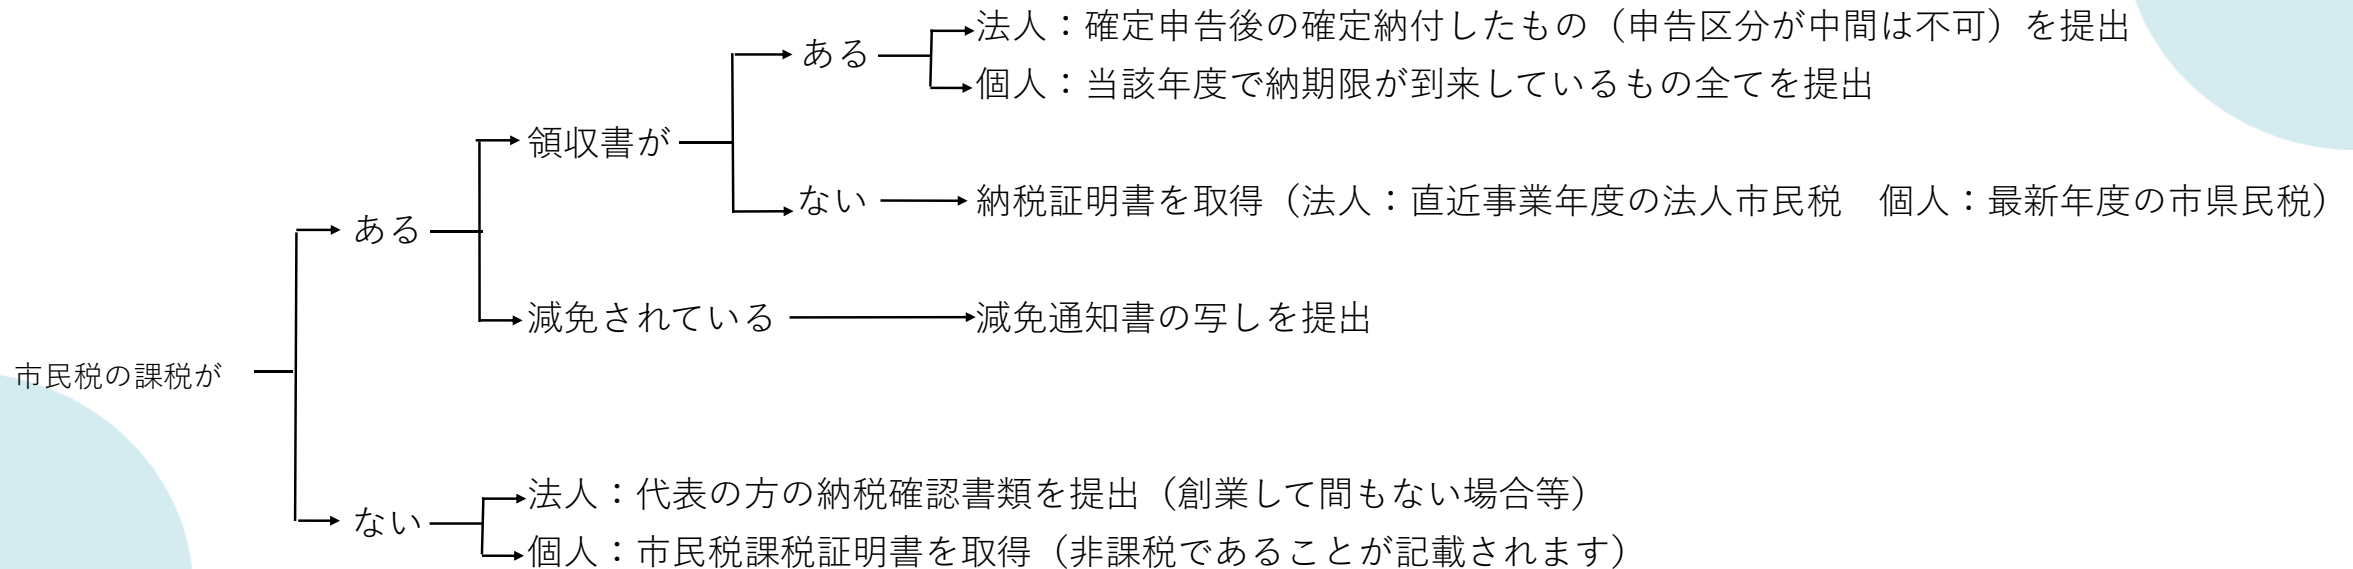 法人：確定申告後の確定納付したもの（申告区分が中間は不可）を提出
ある
個人：当該年度で納期限が到来しているもの全てを提出
領収書が
ない
納税証明書を取得（法人：直近事業年度の法人市民税　個人：最新年度の市県民税）
ある
減免されている
減免通知書の写しを提出
市民税の課税が
法人：代表の方の納税確認書類を提出（創業して間もない場合等）
ない
個人：市民税課税証明書を取得（非課税であることが記載されます）